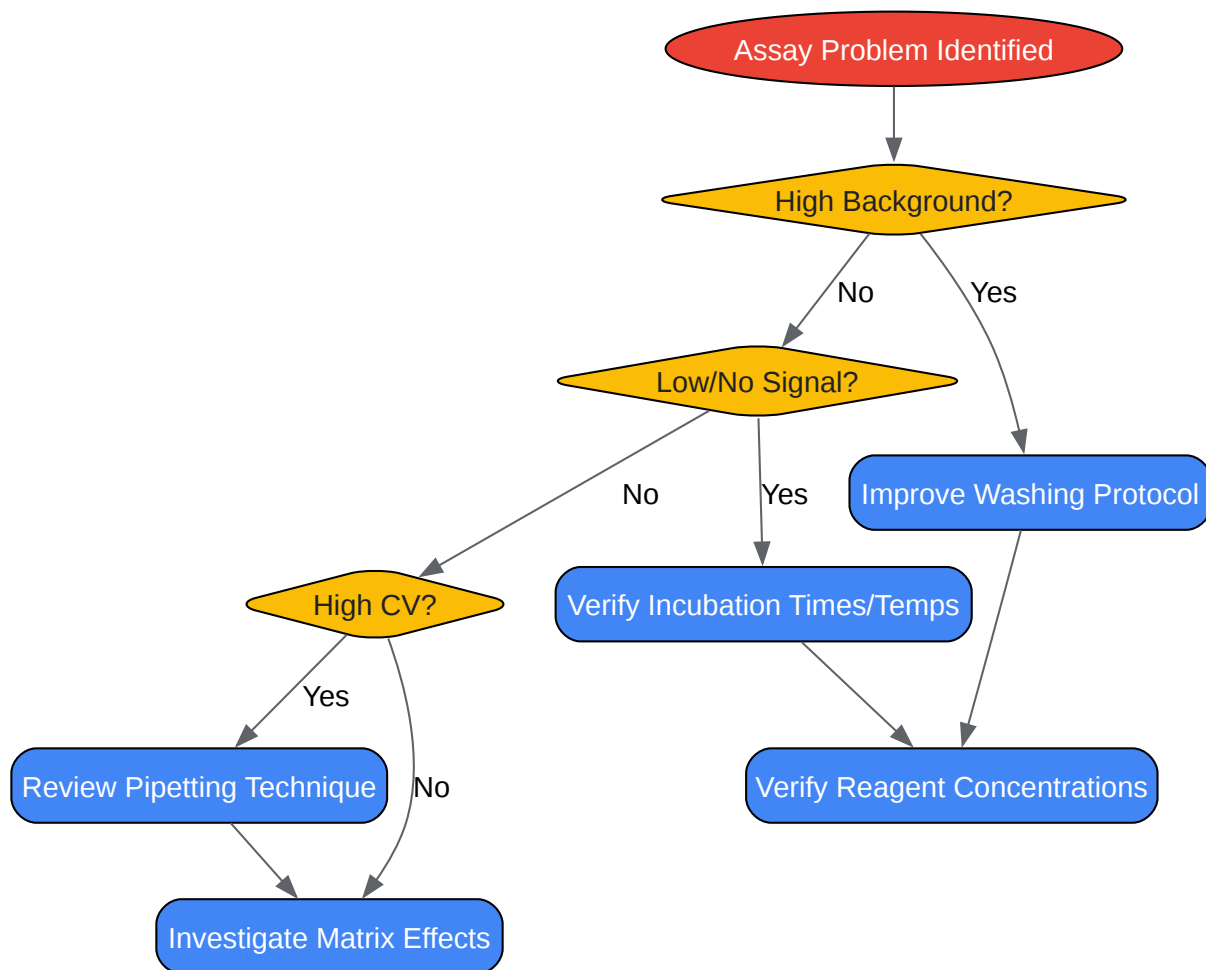 Assay Problem Identified
High Background?
No
Yes
Low/No Signal?
No
Yes
Improve Washing Protocol
High CV?
Verify Incubation Times/Temps
Yes
No
Review Pipetting Technique
Verify Reagent Concentrations
Investigate Matrix Effects